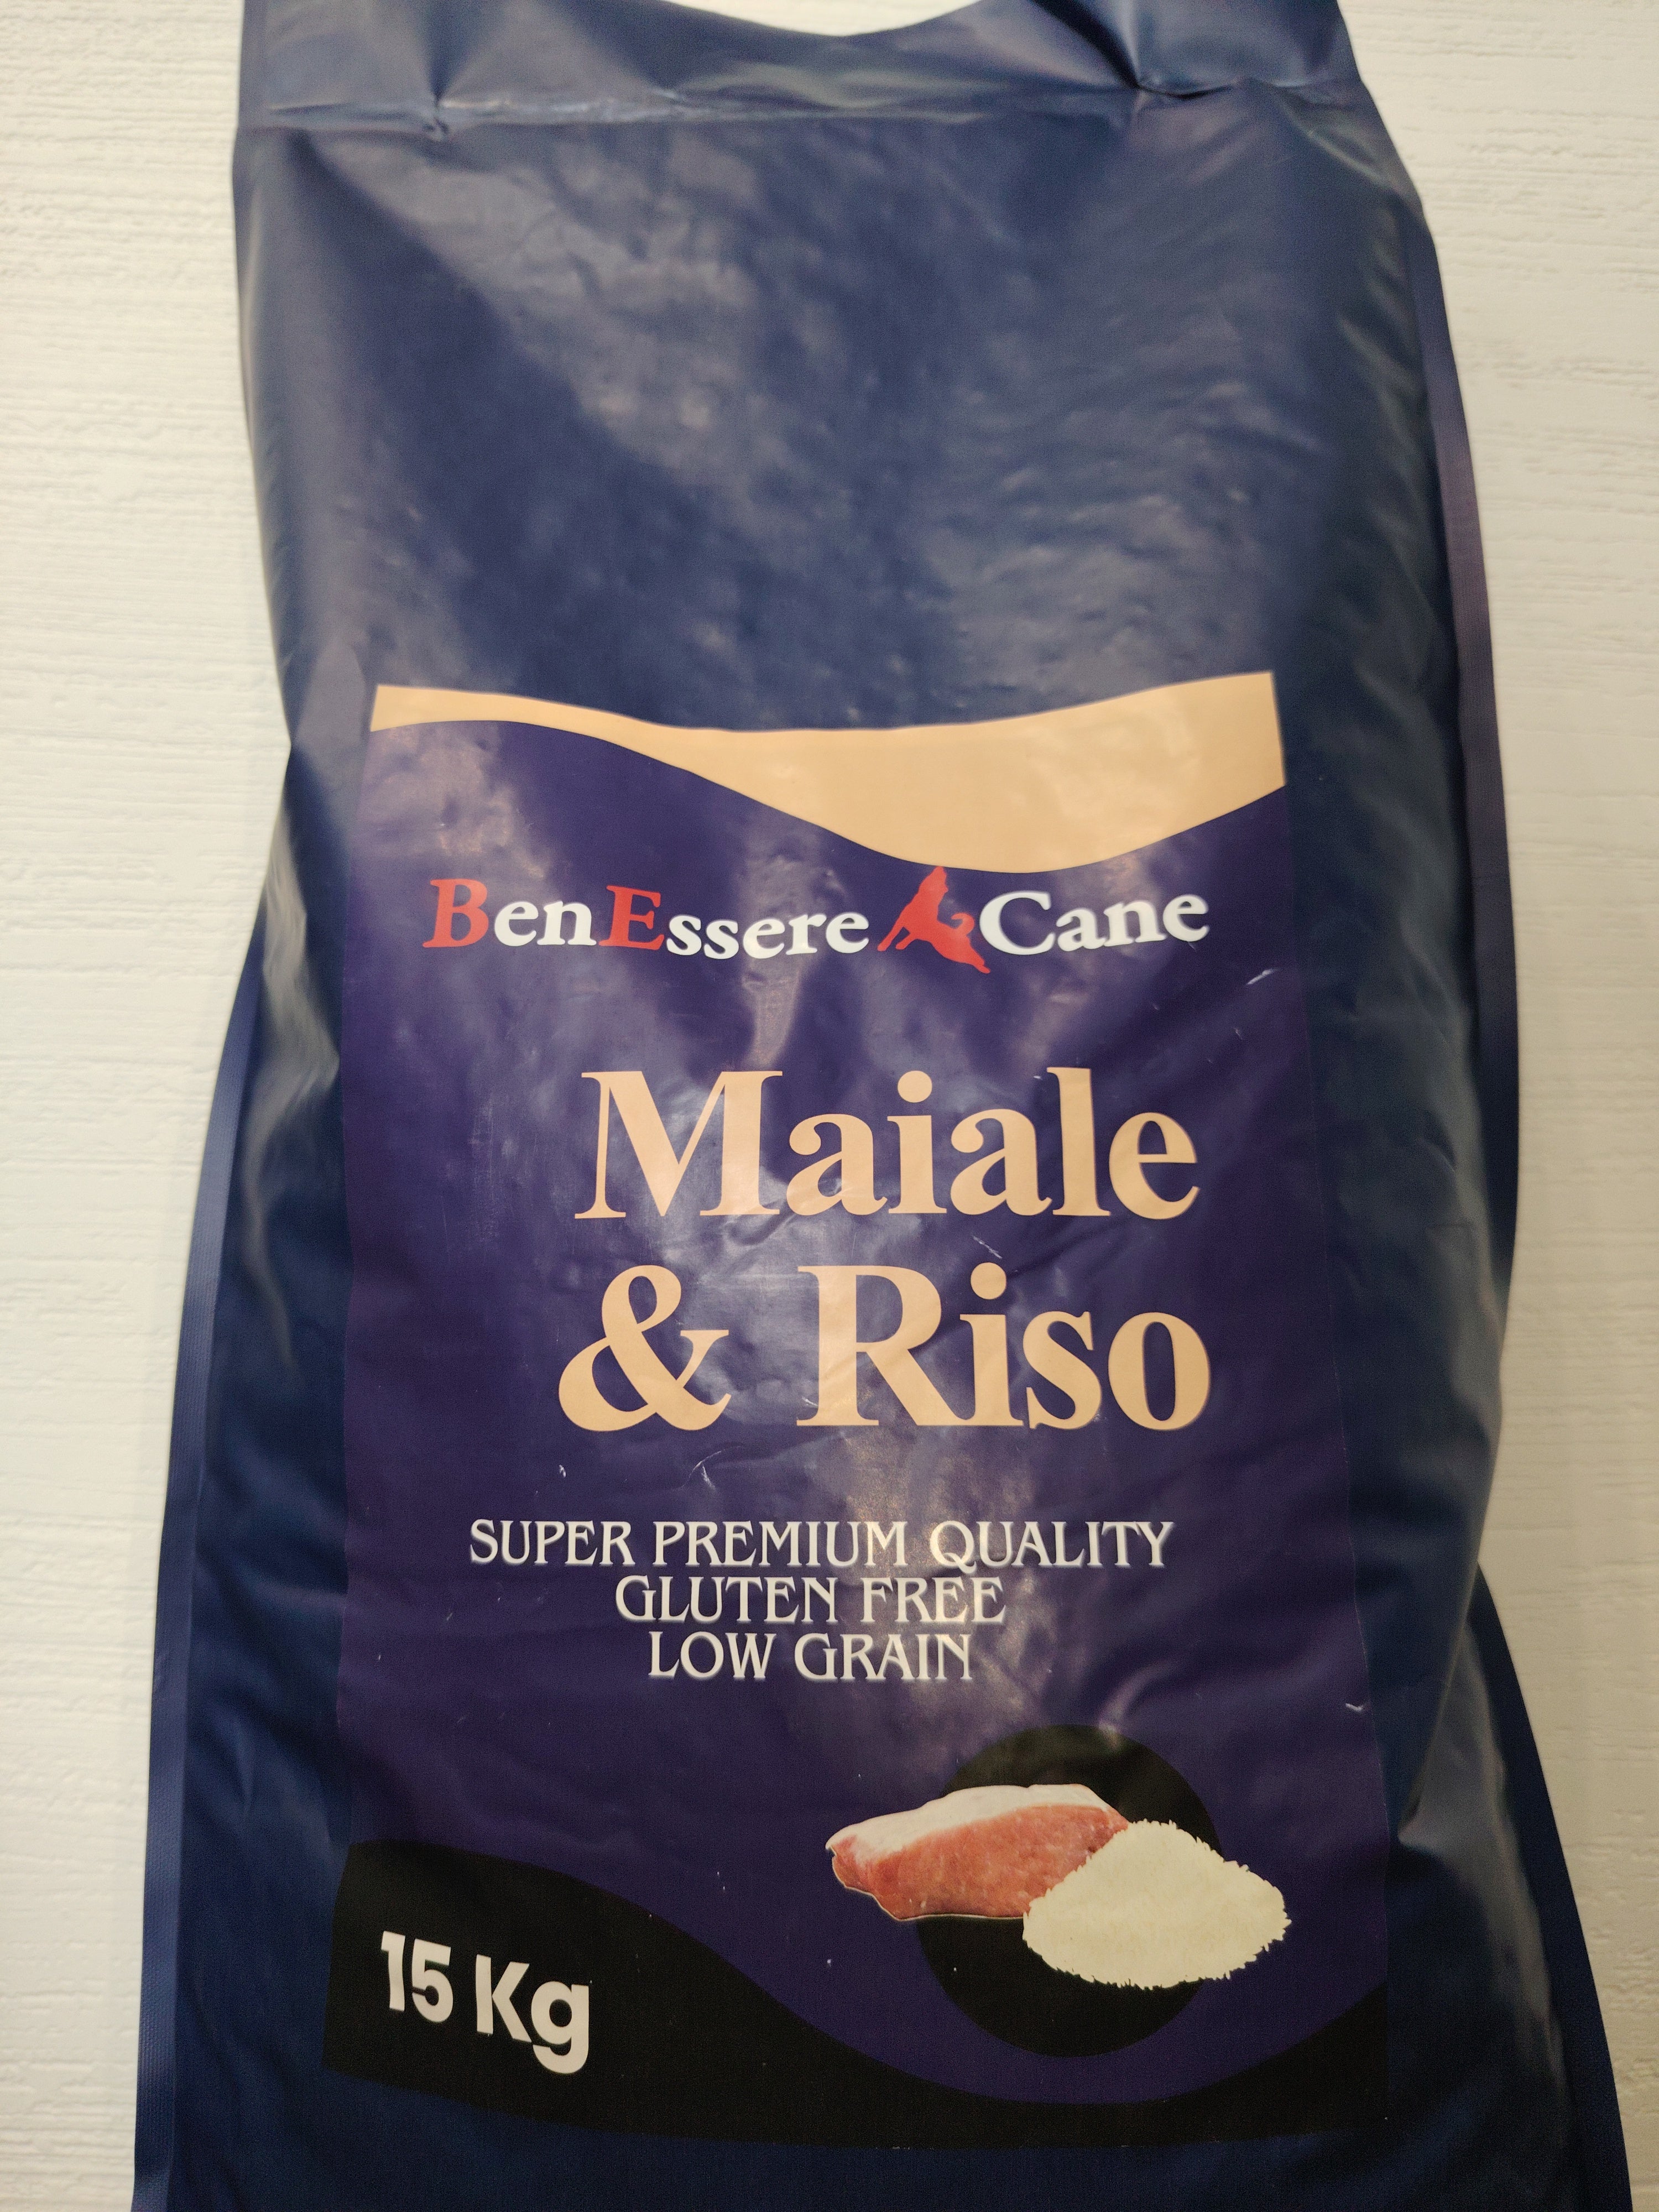 BenEssere Cane
Maiale
& Riso
SUPER PREMIUM QUALITY
GLUTEN FREE
LOW GRAIN
15 Kg